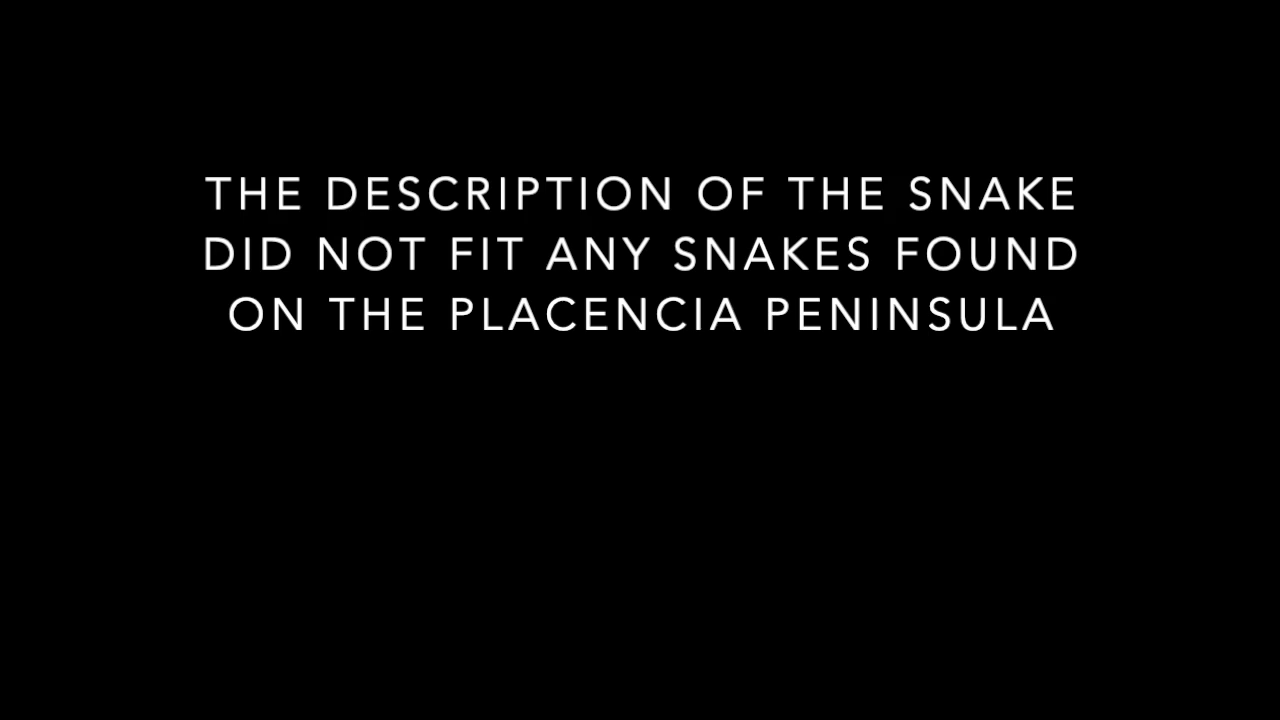 THE DESCRIPTION OF THE SNAKE
DID NOT FIT ANY SNAKES FOUND
ON THE PLACENCIA PENINSULA